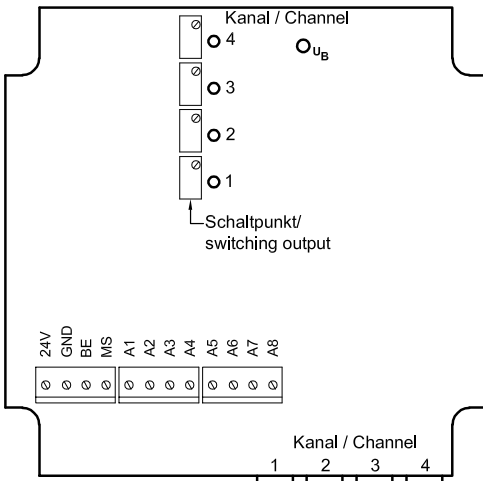 Kanal / Channel
4
U_B
3
2
1
Schaltpunkt/
switching output
24V GND BE MS A1 A2 A3 A4 A5 A6 A7 A8
Kanal / Channel
1 2 3 4